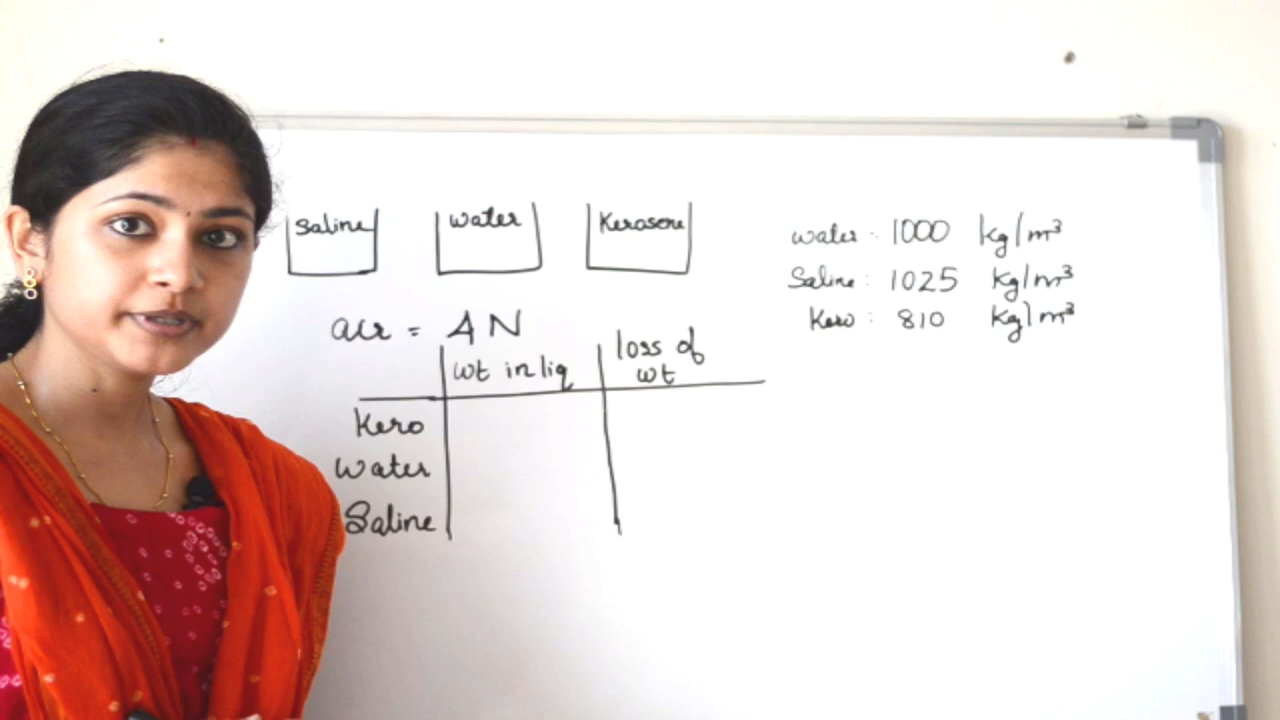 Saline
water
Kerosene
air = 4 N
wt in liq
loss of
wt
Kero
water
Saline
water : 1000 kg/m³
Saline : 1025 kg/m³
Kero : 810 kg/m³